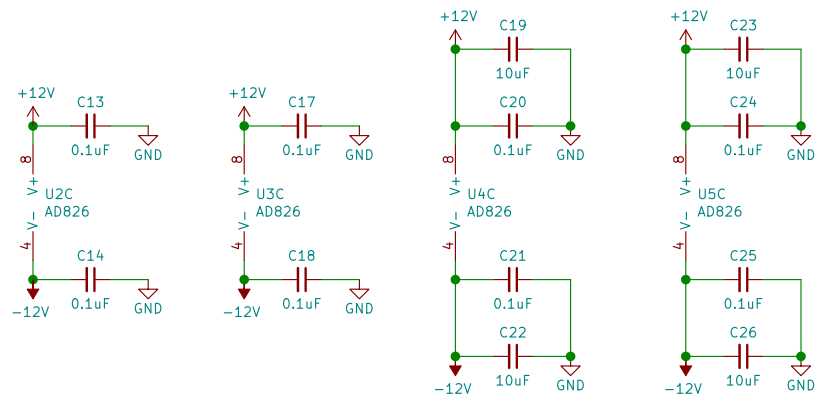 +12V
C13
0.1uF
GND
8
V+
U2C
AD826
V-
4
C14
0.1uF
GND
-12V
+12V
C17
0.1uF
GND
8
V+
U3C
AD826
V-
4
C18
0.1uF
GND
-12V
+12V
C19
10uF
C20
0.1uF
GND
8
V+
U4C
AD826
V-
4
C21
0.1uF
C22
10uF
GND
-12V
+12V
C23
10uF
C24
0.1uF
GND
8
V+
U5C
AD826
V-
4
C25
0.1uF
C26
10uF
GND
-12V